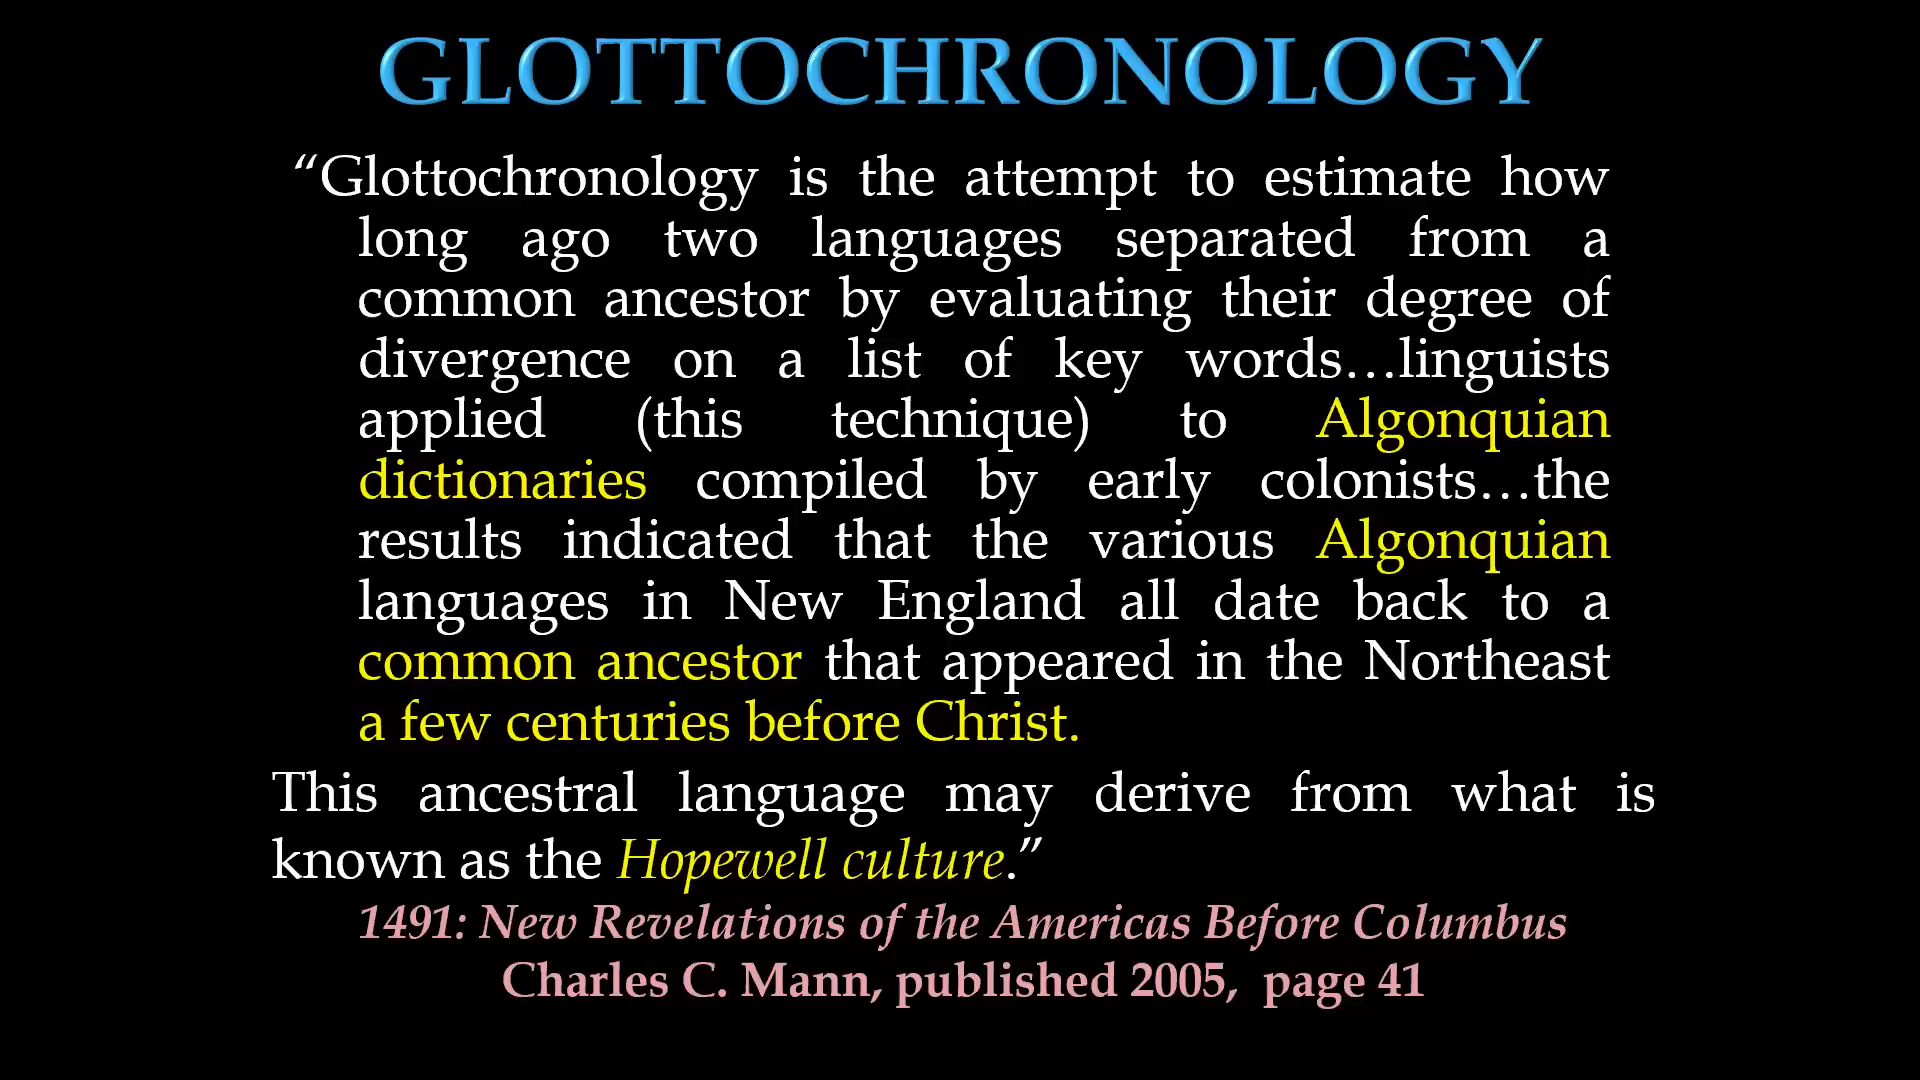 GLOTTOCHRONOLOGY
“Glottochronology is the attempt to estimate how
long ago two languages separated from a
common ancestor by evaluating their degree of
divergence on a list of key words…linguists
applied (this technique) to Algonquian
dictionaries compiled by early colonists…the
results indicated that the various Algonquian
languages in New England all date back to a
common ancestor that appeared in the Northeast
a few centuries before Christ.
This ancestral language may derive from what is
known as the Hopewell culture.”
1491: New Revelations of the Americas Before Columbus
Charles C. Mann, published 2005, page 41